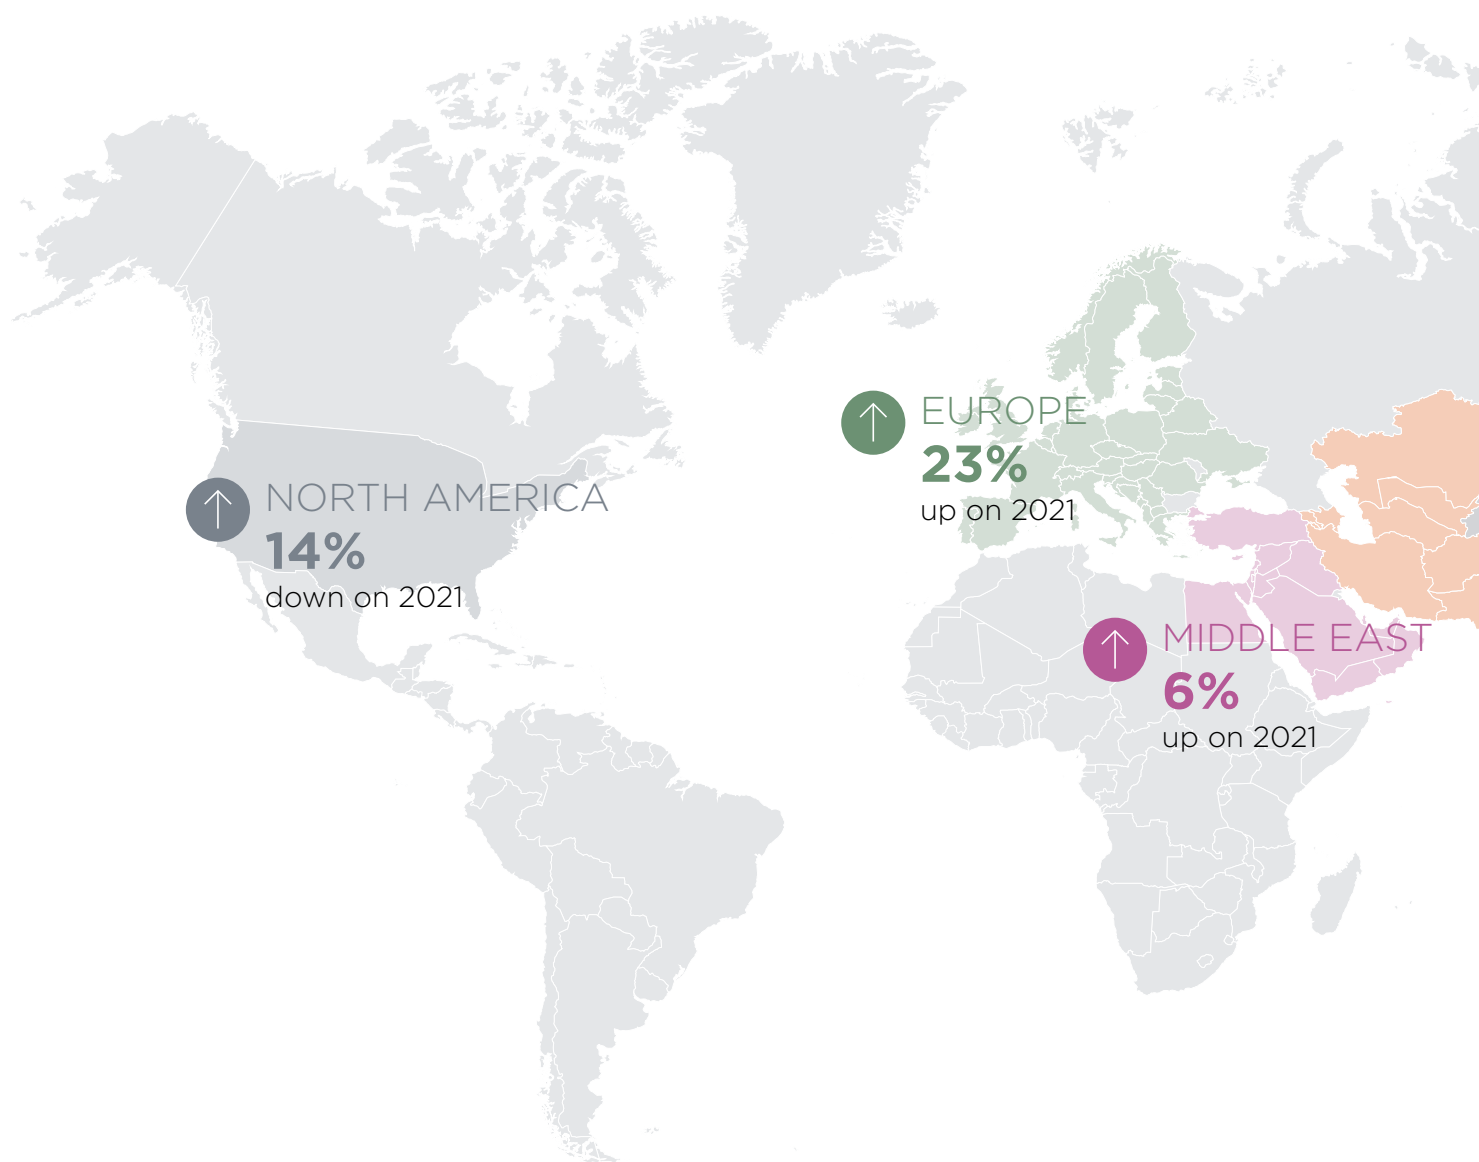 EUROPE
23%
up on 2021
NORTH AMERICA
14%
down on 2021
MIDDLE EAST
6%
up on 2021